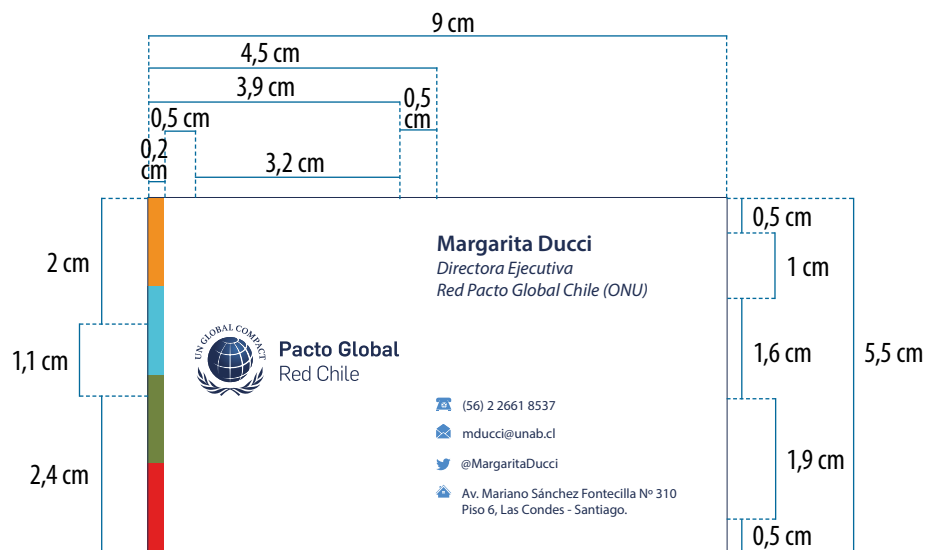 9 cm
4,5 cm
3,9 cm
0,5
cm
0,5 cm
0,2
cm
3,2 cm
0,5 cm
2 cm
Margarita Ducci
Directora Ejecutiva
Red Pacto Global Chile (ONU)
1 cm
UN GLOBAL COMPACT
Pacto Global
Red Chile
1,1 cm
1,6 cm
5,5 cm
(56) 2 2661 8537
mducci@unab.cl
@MargaritaDucci
Av. Mariano Sánchez Fontecilla Nº 310
Piso 6, Las Condes - Santiago.
2,4 cm
1,9 cm
0,5 cm